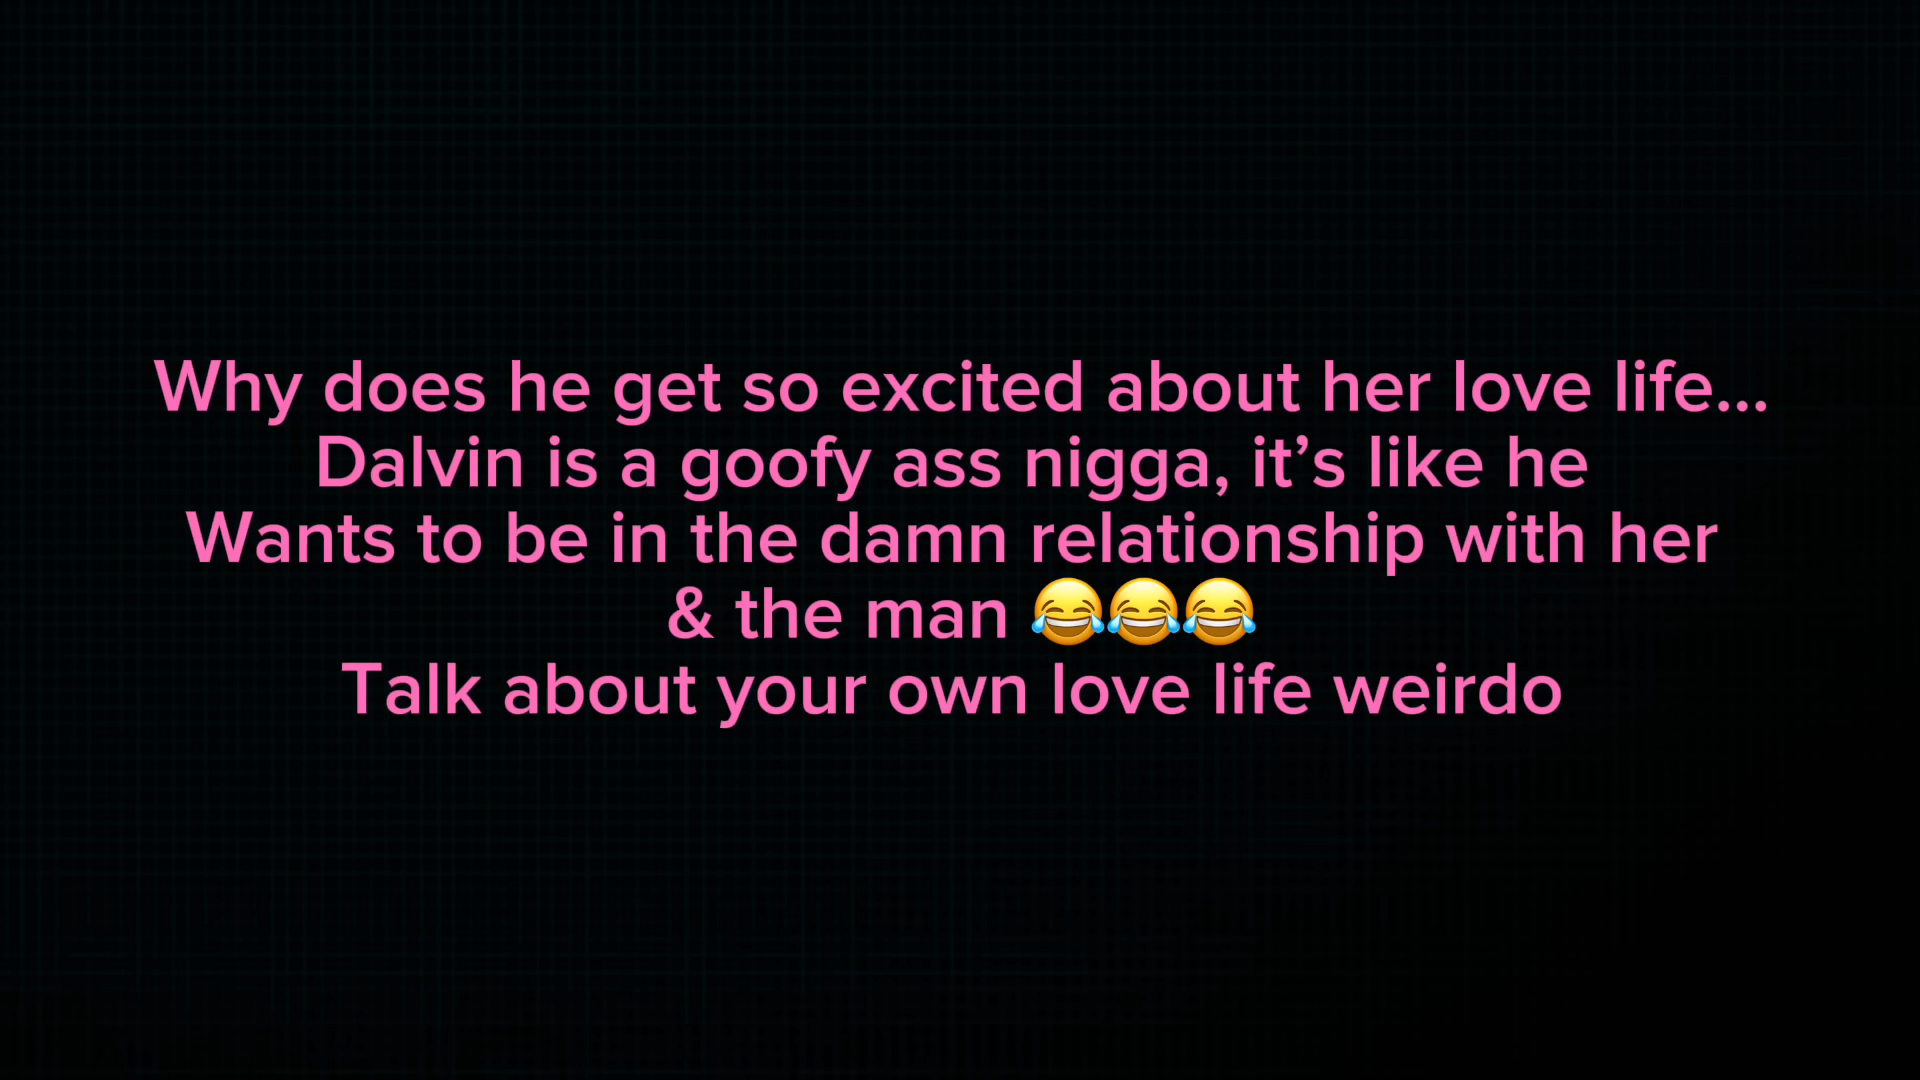 Why does he get so excited about her love life...
Dalvin is a goofy ass nigga, it’s like he
Wants to be in the damn relationship with her
& the man 😂😂😂
Talk about your own love life weirdo